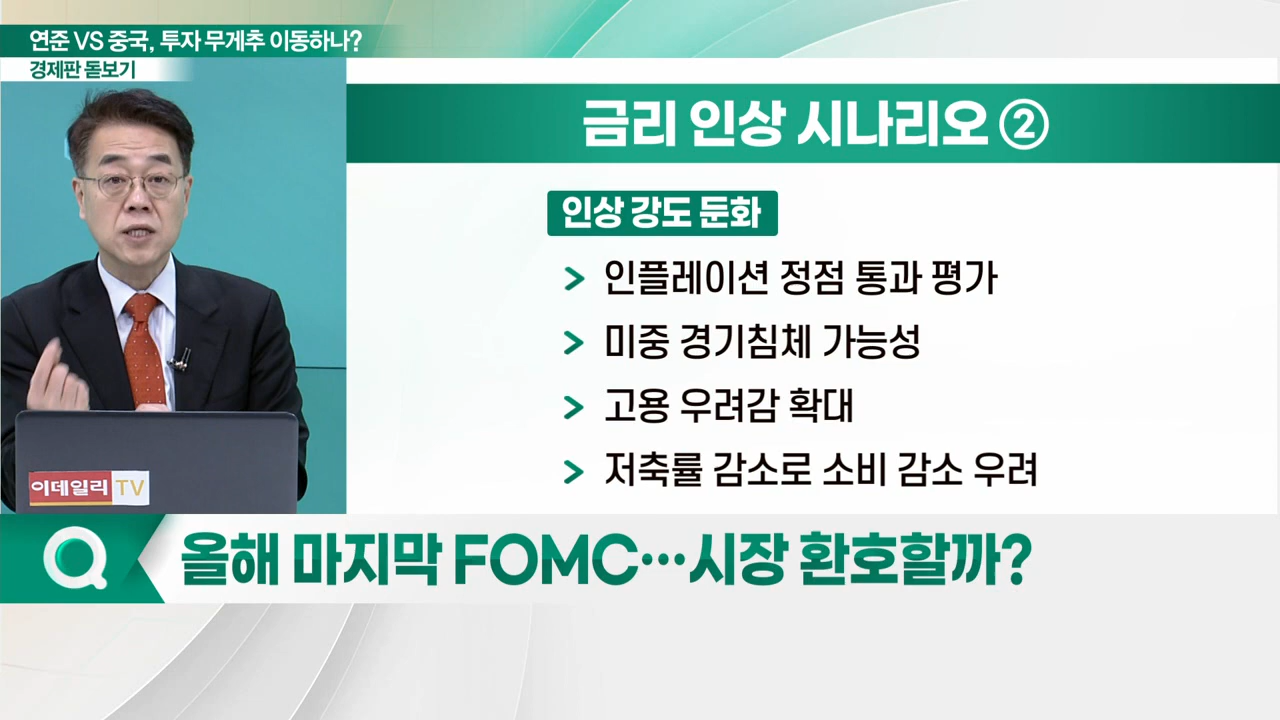 연준 VS 중국, 투자 무게추 이동하나?
경제판 돋보기
금리 인상 시나리오 ②
인상 강도 둔화
> 인플레이션 정점 통과 평가
> 미중 경기침체 가능성
> 고용 우려감 확대
> 저축률 감소로 소비 감소 우려
이데일리 TV
Q 올해 마지막 FOMC…시장 환호할까?